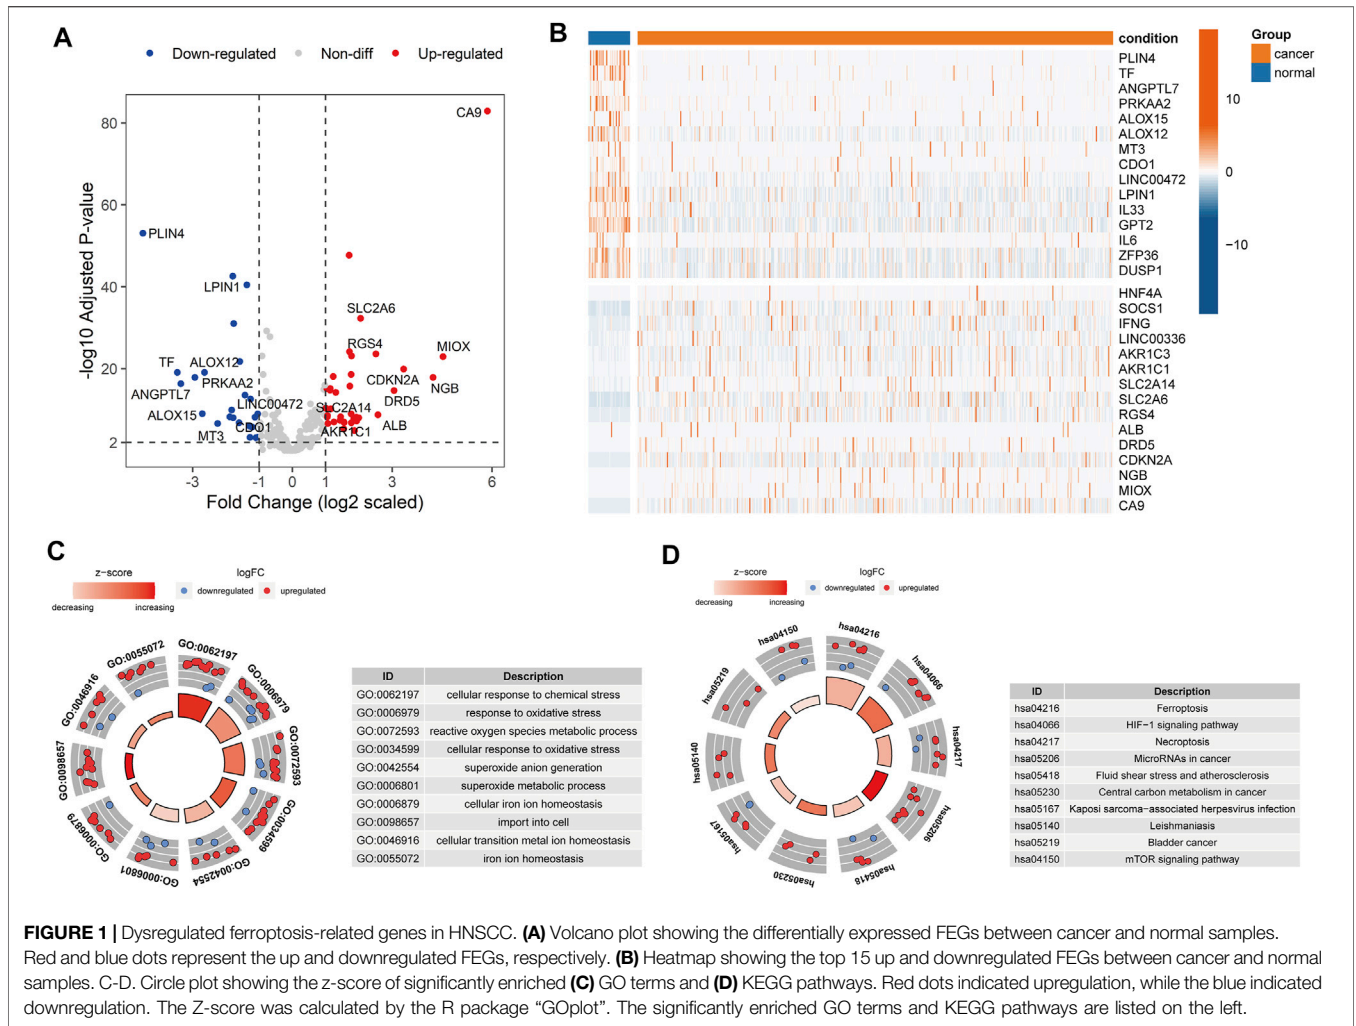 A
Down-regulated
Non-diff
Up-regulated
-log10 Adjusted P-value
80
60
40
20
2
CA9
PLIN4
LPIN1
SLC2A6
RGS4
MIOX
TF
ALOX12
CDKN2A
NGB
PRKAA2
ANGPTL7
DRD5
LINC00472
SLC2A14
ALOX15
ALB
CDO1
AKR1C1
MT3
-3
-1
0
1
3
6
Fold Change (log2 scaled)
B
condition
PLIN4
TF
ANGPTL7
PRKAA2
ALOX15
ALOX12
MT3
CDO1
LINC00472
LPIN1
IL33
GPT2
IL6
ZFP36
DUSP1
HNF4A
SOCS1
IFNG
LINC00336
AKR1C3
AKR1C1
SLC2A14
SLC2A6
RGS4
ALB
DRD5
CDKN2A
NGB
MIOX
CA9
10
0
−10
Group
cancer
normal
C
z−score
decreasing
increasing
logFC
downregulated
upregulated
GO:0062197
GO:0006979
GO:0072593
GO:0034599
GO:0042554
GO:0006801
GO:0006879
GO:0098657
GO:0046916
GO:0055072
ID Description
GO:0062197 cellular response to chemical stress
GO:0006979 response to oxidative stress
GO:0072593 reactive oxygen species metabolic process
GO:0034599 cellular response to oxidative stress
GO:0042554 superoxide anion generation
GO:0006801 superoxide metabolic process
GO:0006879 cellular iron ion homeostasis
GO:0098657 import into cell
GO:0046916 cellular transition metal ion homeostasis
GO:0055072 iron ion homeostasis
D
z−score
decreasing
increasing
logFC
downregulated
upregulated
hsa04216
hsa04066
hsa04217
hsa05206
hsa05418
hsa05230
hsa05167
hsa05140
hsa05219
hsa04150
ID Description
hsa04216 Ferroptosis
hsa04066 HIF−1 signaling pathway
hsa04217 Necroptosis
hsa05206 MicroRNAs in cancer
hsa05418 Fluid shear stress and atherosclerosis
hsa05230 Central carbon metabolism in cancer
hsa05167 Kaposi sarcoma−associated herpesvirus infection
hsa05140 Leishmaniasis
hsa05219 Bladder cancer
hsa04150 mTOR signaling pathway
FIGURE 1 | Dysregulated ferroptosis-related genes in HNSCC. (A) Volcano plot showing the differentially expressed FEGs between cancer and normal samples.
Red and blue dots represent the up and downregulated FEGs, respectively. (B) Heatmap showing the top 15 up and downregulated FEGs between cancer and normal
samples. C-D. Circle plot showing the z-score of significantly enriched (C) GO terms and (D) KEGG pathways. Red dots indicated upregulation, while the blue indicated
downregulation. The Z-score was calculated by the R package “GOplot”. The significantly enriched GO terms and KEGG pathways are listed on the left.